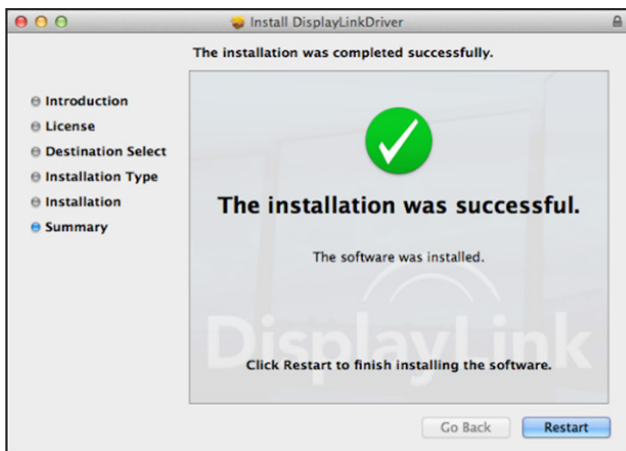 Install DisplayLinkDriver
The installation was completed successfully.
Introduction
License
Destination Select
Installation Type
Installation
Summary
The installation was successful.
The software was installed.
DisplayLink
Click Restart to finish installing the software.
Go Back
Restart